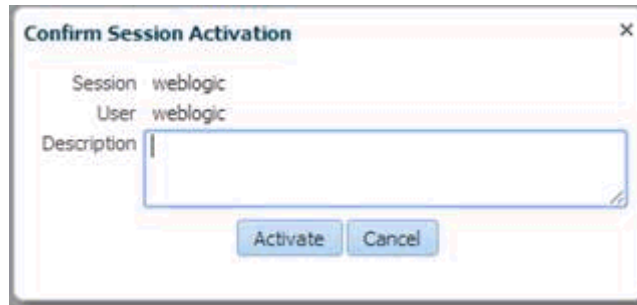 Confirm Session Activation
Session weblogic
User weblogic
Description
Activate Cancel